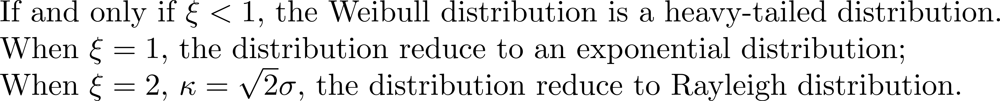 If and only if ξ < 1, the Weibull distribution is a heavy-tailed distribution.
When ξ = 1, the distribution reduce to an exponential distribution;
When ξ = 2, κ = √2σ, the distribution reduce to Rayleigh distribution.